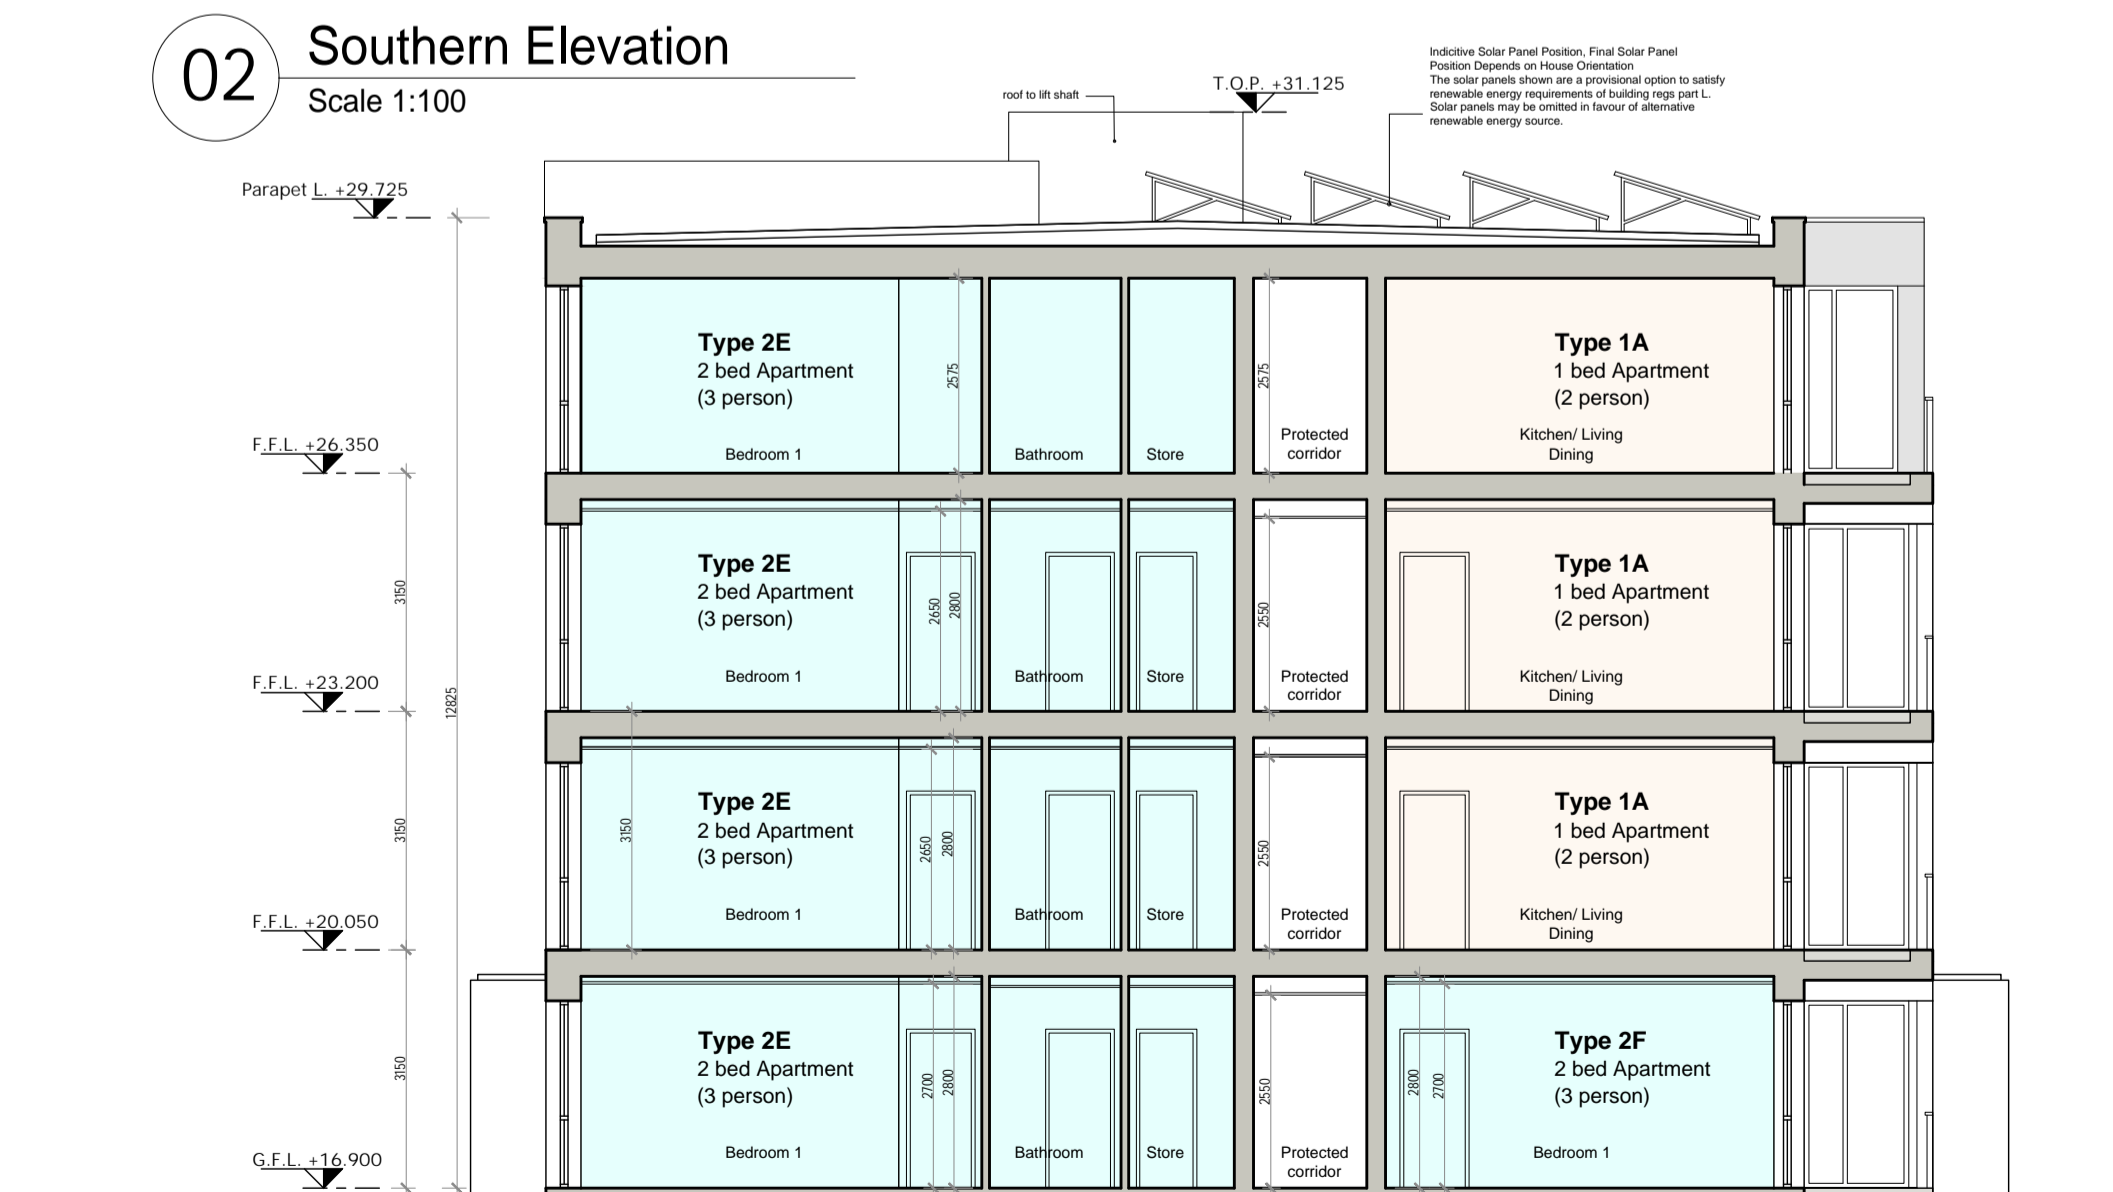 02
Southern Elevation
Scale 1:100
Indicitive Solar Panel Position, Final Solar Panel
Position Depends on House Orientation
The solar panels shown are a provisional option to satisfy
renewable energy requirements of building regs part L.
Solar panels may be omitted in favour of alternative
renewable energy source.
roof to lift shaft
T.O.P. +31.125
Parapet L. +29.725
12825
F.F.L. +26.350
Type 2E
2 bed Apartment
(3 person)
Bedroom 1
2575
Bathroom
Store
2575
Protected
corridor
Type 1A
1 bed Apartment
(2 person)
Kitchen/ Living
Dining
3150
F.F.L. +23.200
Type 2E
2 bed Apartment
(3 person)
Bedroom 1
2650
2800
Bathroom
Store
2550
Protected
corridor
Type 1A
1 bed Apartment
(2 person)
Kitchen/ Living
Dining
3150
F.F.L. +20.050
3150
Type 2E
2 bed Apartment
(3 person)
Bedroom 1
2650
2800
Bathroom
Store
2550
Protected
corridor
Type 1A
1 bed Apartment
(2 person)
Kitchen/ Living
Dining
3150
G.F.L. +16.900
Type 2E
2 bed Apartment
(3 person)
Bedroom 1
2700
2800
Bathroom
Store
2550
Protected
corridor
2800
2700
Type 2F
2 bed Apartment
(3 person)
Bedroom 1